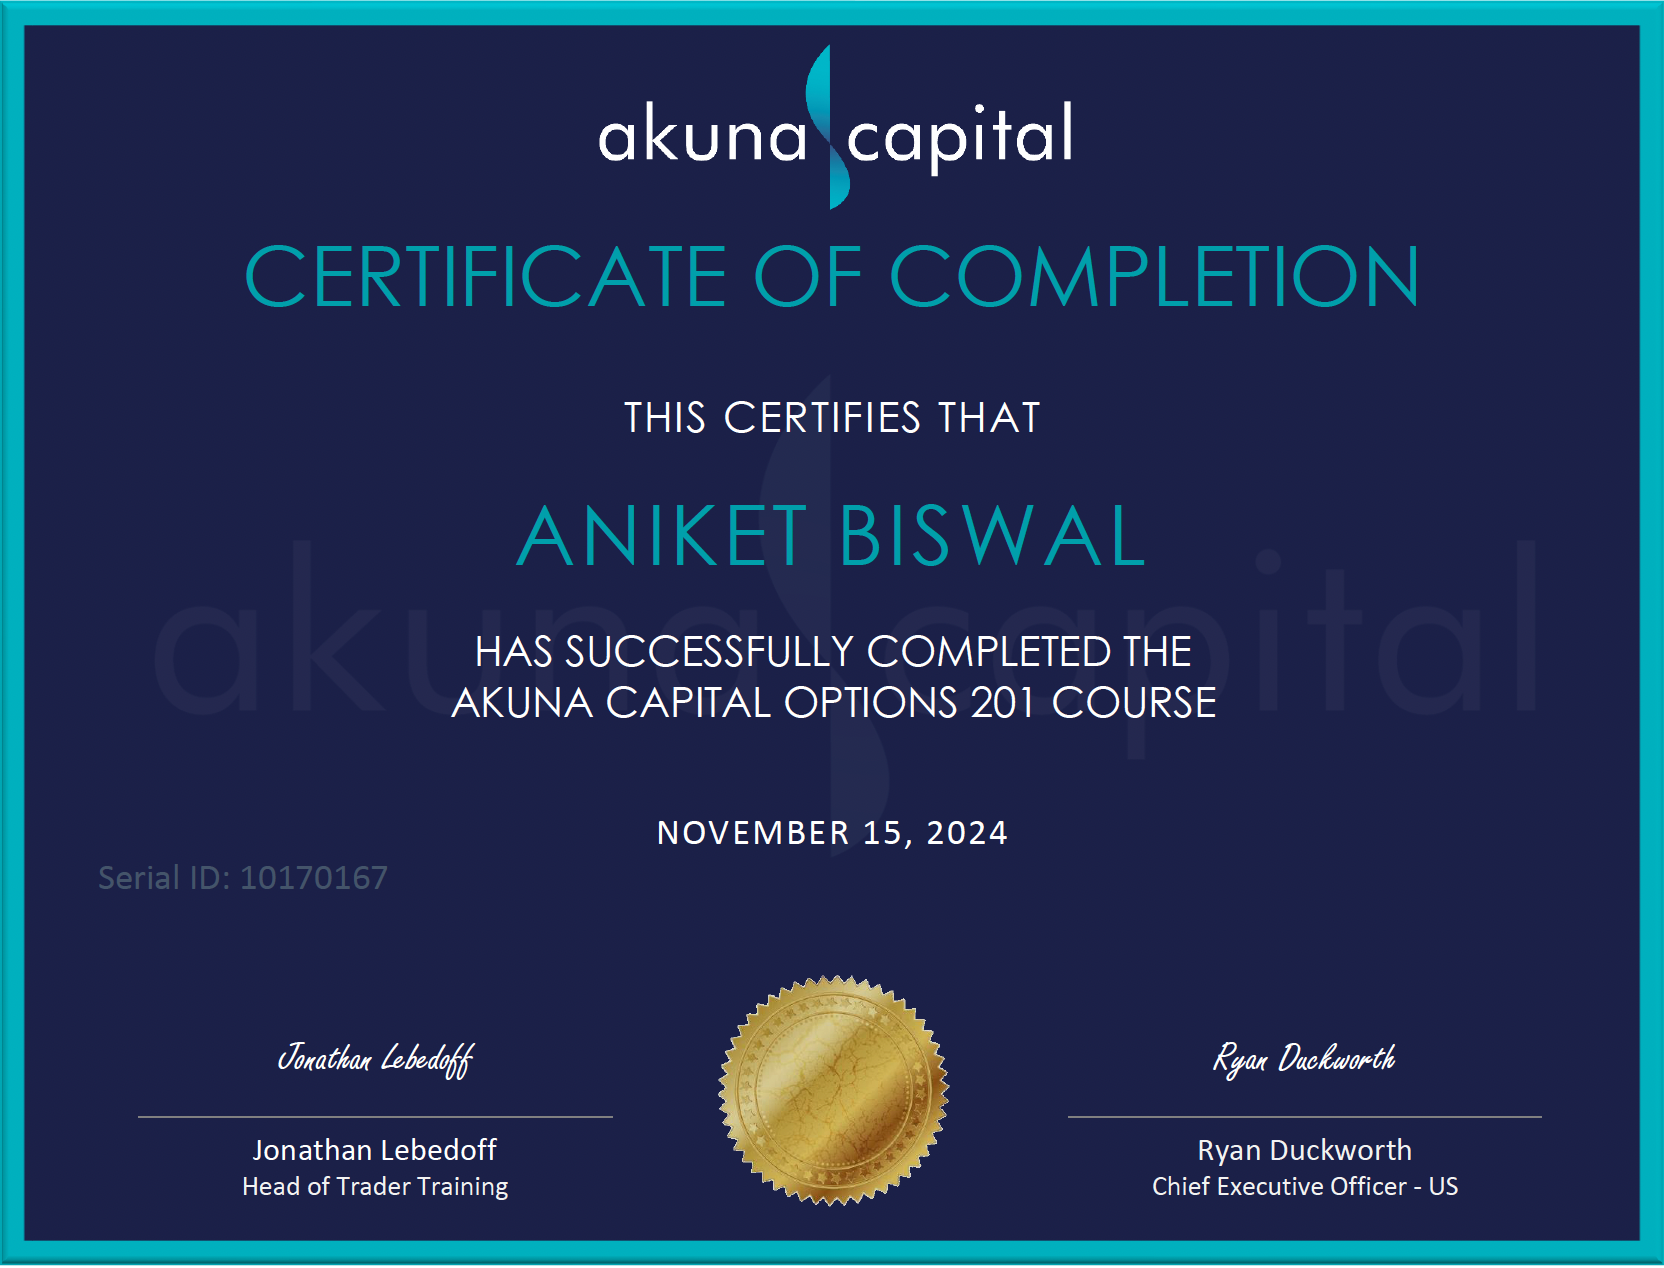 akuna capital
CERTIFICATE OF COMPLETION
THIS CERTIFIES THAT
ANIKET BISWAL
akuna capital
HAS SUCCESSFULLY COMPLETED THE
AKUNA CAPITAL OPTIONS 201 COURSE
NOVEMBER 15, 2024
Serial ID: 10170167
Jonathan Lebedoff
Ryan Duckworth
Jonathan Lebedoff
Ryan Duckworth
Head of Trader Training
Chief Executive Officer - US